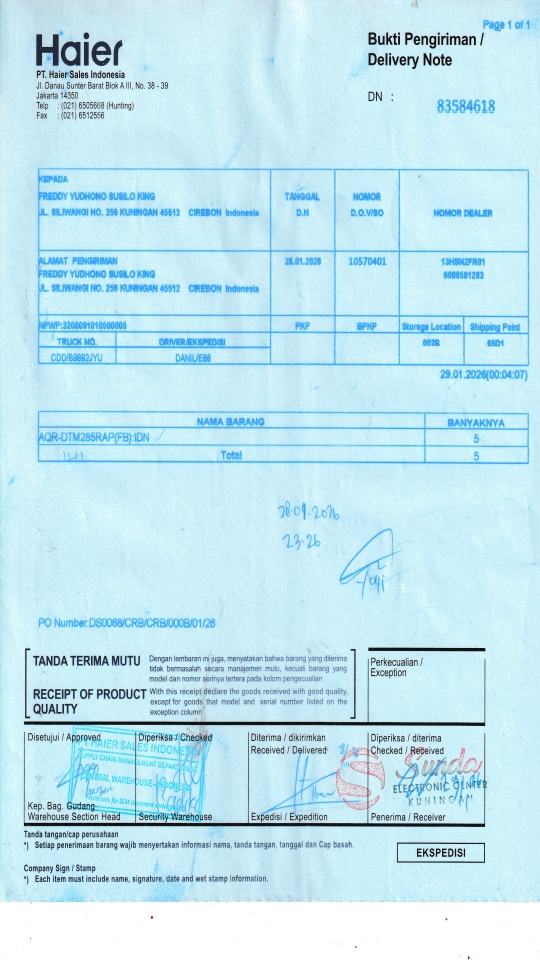 Page 1 of 1
Haier
Bukti Pengiriman /
Delivery Note
PT. Haier Sales Indonesia
Jl. Danau Sunter Barat Blok A III, No. 38 - 39
Jakarta 14350
Telp : (021) 6505668 (Hunting)
Fax : (021) 6512556
DN : 83584618
KEPADA
FREDDY YUDHONO SUSILO KING
JL. SILIWANGI NO. 256 KUNINGAN 45512 CIREBON Indonesia
TANGGAL
D.N
NOMOR
D.O.V/SO
NOMOR DEALER
ALAMAT PENGIRIMAN
FREDDY YUDHONO SUSILO KING
JL. SILIWANGI NO. 256 KUNINGAN 45512 CIREBON Indonesia
28.01.2026
10570401
13HSN2FR01
6000581283
NPWP:3208091010500005
PKP
BPKP
Storage Location
Shipping Point
TRUCK NO.
DRIVER/EKSPEDISI
002B
65D1
CDD/B9892JYU
DANIL/E86
29.01.2026(00:04:07)
NAMA BARANG
BANYAKNYA
AQR-DTM285RAP(FB):IDN
5
Total
5
28.01.2026
23.26
Yogi
PO Number:DS0068/CRB/CRB/000B/01/26
TANDA TERIMA MUTU
Dengan lembaran ini juga, menyatakan bahwa barang yang diterima
tidak bermasalah secara manajemen mutu, kecuali barang yang
model dan nomor serinya tertera pada kolom pengecualian
RECEIPT OF PRODUCT
QUALITY
With this receipt declare the goods received with good quality,
except for goods that model and serial number listed on the
exception column
Perkecualian /
Exception
Disetujui / Approved
Diperiksa / Checked
Diterima / dikirimkan
Received / Delivered
Diperiksa / diterima
Checked / Received
PT HAIER SALES INDONESIA
SUPPLY CHAIN MANAGEMENT DEPARTMENT
CENTRAL WAREHOUSE - INDONESIA
Sunda
ELECTRONIC CENTER
KUNINGAN
Kep. Bag. Gudang
Warehouse Section Head
Security Warehouse
Expedisi / Expedition
Penerima / Receiver
Tanda tangan/cap perusahaan
*) Setiap penerimaan barang wajib menyertakan informasi nama, tanda tangan, tanggal dan Cap basah.
EKSPEDISI
Company Sign / Stamp
*) Each item must include name, signature, date and wet stamp information.